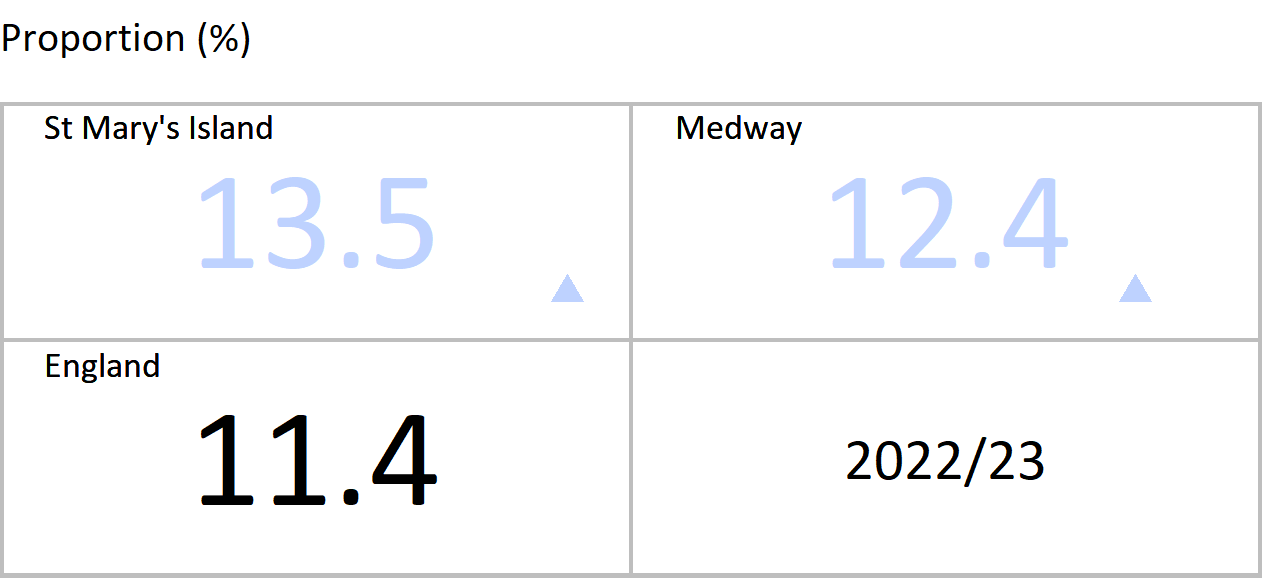 Proportion (%)
St Mary's Island
13.5
Medway
12.4
England
11.4
2022/23